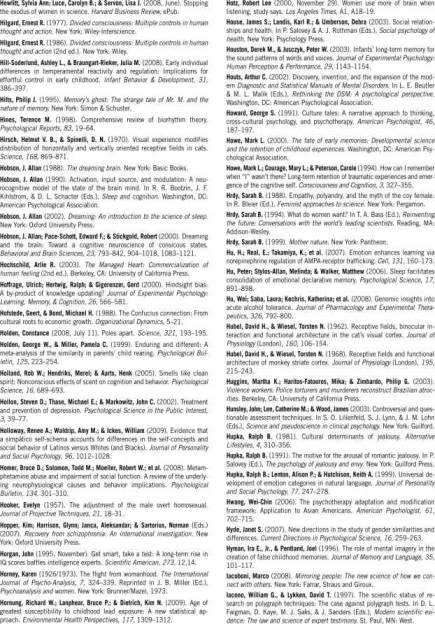 Hewlitt, Sylvia Ann; Luce, Carolyn B.; & Servon, Lisa J. (2008, June). Stopping
the exodus of women in science. Harvard Business Review, ePub.
Hilgard, Ernest R. (1977). Divided consciousness: Multiple controls in human
thought and action. New York: Wiley-Interscience.
Hilgard, Ernest R. (1986). Divided consciousness: Multiple controls in human
thought and action (2nd ed.). New York: Wiley.
Hill-Soderlund, Ashley L., & Braungart-Rieker, Julia M. (2008). Early individual
differences in temperamental reactivity and regulation: Implications for
effortful control in early childhood. Infant Behavior & Development, 31,
386–397.
Hilts, Philip J. (1995). Memory's ghost: The strange tale of Mr. M. and the
nature of memory. New York: Simon & Schuster.
Hines, Terence M. (1998). Comprehensive review of biorhythm theory.
Psychological Reports, 83, 19–64.
Hirsch, Helmut V. B., & Spinelli, D. N. (1970). Visual experience modifies
distribution of horizontally and vertically oriented receptive fields in cats.
Science, 168, 869–871.
Hobson, J. Allan (1988). The dreaming brain. New York: Basic Books.
Hobson, J. Allan (1990). Activation, input source, and modulation: A neu-
rocognitive model of the state of the brain mind. In R. R. Bootzin, J. F.
Kihlstrom, & D. L. Schacter (Eds.), Sleep and cognition. Washington, DC:
American Psychological Association.
Hobson, J. Allan (2002). Dreaming: An introduction to the science of sleep.
New York: Oxford University Press.
Hobson, J. Allan; Pace-Schott, Edward F.; & Stickgold, Robert (2000). Dreaming
and the brain: Toward a cognitive neuroscience of conscious states.
Behavioral and Brain Sciences, 23, 793–842, 904–1018, 1083–1121.
Hochschild, Arlie R. (2003). The Managed Heart: Commercialization of
human feeling (2nd ed.). Berkeley, CA: University of California Press.
Hoffrage, Ulrich; Hertwig, Ralph; & Gigerenzer, Gerd (2000). Hindsight bias:
A by-product of knowledge updating? Journal of Experimental Psychology:
Learning, Memory, & Cognition, 26, 566–581.
Hofstede, Geert, & Bond, Michael H. (1988). The Confucius connection: From
cultural roots to economic growth. Organizational Dynamics, 5–21.
Holden, Constance (2008, July 11). Poles apart. Science, 321, 193–195.
Holden, George W., & Miller, Pamela C. (1999). Enduring and different: A
meta-analysis of the similarity in parents' child rearing. Psychological Bul-
letin, 125, 223–254.
Holland, Rob W.; Hendriks, Merel; & Aarts, Henk (2005). Smells like clean
spirit: Nonconscious effects of scent on cognition and behavior. Psychological
Science, 16, 689–693.
Hollon, Steven D.; Thase, Michael E.; & Markowitz, John C. (2002). Treatment
and prevention of depression. Psychological Science in the Public Interest,
3, 39–77.
Holloway, Renee A.; Waldrip, Amy M.; & Ickes, William (2009). Evidence that
a simpático self-schema accounts for differences in the self-concepts and
social behavior of Latinos versus Whites (and Blacks). Journal of Personality
and Social Psychology, 96, 1012–1028.
Homer, Bruce D.; Solomon, Todd M.; Moeller, Robert W.; et al. (2008). Metam-
phetamine abuse and impairment of social function: A review of the underly-
ing neurophysiological causes and behavior implications. Psychological
Bulletin, 134, 301–310.
Hooker, Evelyn (1957). The adjustment of the male overt homosexual.
Journal of Projective Techniques, 21, 18–31.
Hopper, Kim; Harrison, Glynn; Janca, Aleksandar; & Sartorius, Norman (Eds.)
(2007). Recovery from schizophrenia: An international investigation. New
York: Oxford University Press.
Horgan, John (1995, November). Get smart, take a test: A long-term rise in
IQ scores baffles intelligence experts. Scientific American, 273, 12,14.
Horney, Karen (1926/1973). The flight from womanhood. The International
Journal of Psycho-Analysis, 7, 324–339. Reprinted in J. B. Miller (Ed.),
Psychoanalysis and women. New York: Brunner/Mazel, 1973.
Hornung, Richard W.; Lanphear, Bruce P.; & Dietrich, Kim N. (2009). Age of
greatest susceptibility to childhood lead exposure: A new statistical ap-
proach. Environmental Health Perspectives, 117, 1309–1312.
Hotz, Robert Lee (2000, November 29). Women use more of brain when
listening, study says. Los Angeles Times, A1, A18–19.
House, James S.; Landis, Karl R.; & Umberson, Debra (2003). Social relation-
ships and health. In P. Salovey & A. J. Rothman (Eds.), Social psychology of
health. New York: Psychology Press.
Houston, Derek M., & Jusczyk, Peter W. (2003). Infants' long-term memory for
the sound patterns of words and voices. Journal of Experimental Psychology:
Human Perception & Performance, 29, 1143–1154.
Houts, Arthur C. (2002). Discovery, invention, and the expansion of the mod-
ern Diagnostic and Statistical Manuals of Mental Disorders. In L. E. Beutler
& M. L. Malik (Eds.), Rethinking the DSM: A psychological perspective.
Washington, DC: American Psychological Association.
Howard, George S. (1991). Culture tales: A narrative approach to thinking,
cross-cultural psychology, and psychotherapy. American Psychologist, 46,
187–197.
Howe, Mark L. (2000). The fate of early memories: Developmental science
and the retention of childhood experiences. Washington, DC: American Psy-
chological Association.
Howe, Mark L.; Courage, Mary L.; & Peterson, Carole (1994). How can I remember
when "I" wasn't there? Long-term retention of traumatic experiences and emer-
gence of the cognitive self. Consciousness and Cognition, 3, 327–355.
Hrdy, Sarah B. (1988). Empathy, polyandry, and the myth of the coy female.
In R. Bleier (Ed.), Feminist approaches to science. New York: Pergamon.
Hrdy, Sarah B. (1994). What do women want? In T. A. Bass (Ed.), Reinventing
the future: Conversations with the world's leading scientists. Reading, MA:
Addison-Wesley.
Hrdy, Sarah B. (1999). Mother nature. New York: Pantheon.
Hu, H.; Real, E.; Takamiya, K.; et al. (2007). Emotion enhances learning via
norepinephrine regulation of AMPA-receptor trafficking. Cell, 131, 160–173.
Hu, Peter; Stylos-Allan, Melinda; & Walker, Matthew (2006). Sleep facilitates
consolidation of emotional declarative memory. Psychological Science, 17,
891–898.
Hu, Wei; Saba, Laura; Kechris, Katherina; et al. (2008). Genomic insights into
acute alcohol tolerance. Journal of Pharmacology and Experimental Thera-
peutics, 326, 792–800.
Hubel, David H., & Wiesel, Torsten N. (1962). Receptive fields, binocular in-
teraction and functional architecture in the cat's visual cortex. Journal of
Physiology (London), 160, 106–154.
Hubel, David H., & Wiesel, Torsten N. (1968). Receptive fields and functional
architecture of monkey striate cortex. Journal of Physiology (London), 195,
215–243.
Huggins, Martha K.; Haritos-Fatouros, Mika; & Zimbardo, Philip G. (2003).
Violence workers: Police torturers and murderers reconstruct Brazilian atroc-
ities. Berkeley, CA: University of California Press.
Hunsley, John; Lee, Catherine M.; & Wood, James (2003). Controversial and ques-
tionable assessment techniques. In S. O. Lilienfeld, S. J. Lynn, & J. M. Lohr
(Eds.), Science and pseudoscience in clinical psychology. New York: Guilford.
Hupka, Ralph B. (1981). Cultural determinants of jealousy. Alternative
Lifestyles, 4, 310–356.
Hupka, Ralph B. (1991). The motive for the arousal of romantic jealousy. In P.
Salovey (Ed.), The psychology of jealousy and envy. New York: Guilford Press.
Hupka, Ralph B.; Lenton, Alison P.; & Hutchison, Keith A. (1999). Universal de-
velopment of emotion categories in natural language. Journal of Personality
and Social Psychology, 77, 247–278.
Hwang, Wei-Chin (2006). The psychotherapy adaptation and modification
framework: Application to Asian Americans. American Psychologist, 61,
702–715.
Hyde, Janet S. (2007). New directions in the study of gender similarities and
differences. Current Directions in Psychological Science, 16, 259–263.
Hyman, Ira E., Jr., & Pentland, Joel (1996). The role of mental imagery in the
creation of false childhood memories. Journal of Memory and Language, 35,
101–117.
Iacoboni, Marco (2008). Mirroring people: The new science of how we con-
nect with others. New York: Farrar, Straus and Giroux.
Iacono, William G., & Lykken, David T. (1997). The scientific status of re-
search on polygraph techniques: The case against polygraph tests. In D. L.
Faigman, D. Kaye, M. J. Saks, & J. Sanders (Eds.), Modern scientific evi-
dence: The law and science of expert testimony. St. Paul, MN: West.